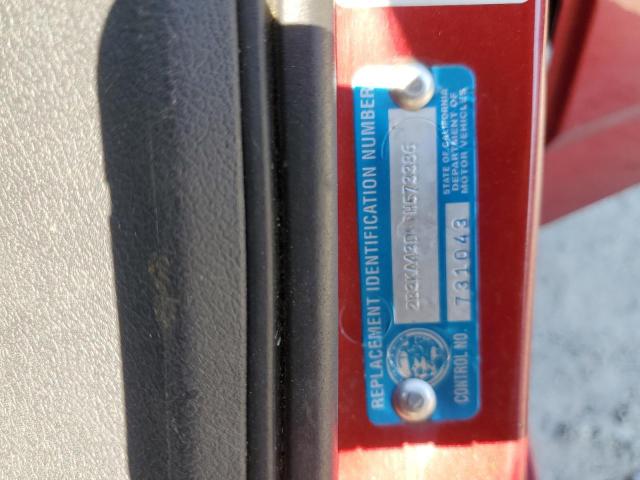 REPLACEMENT IDENTIFICATION NUMBER
CONTROL NO. 731043
STATE OF CALIFORNIA
DEPARTMENT OF
MOTOR VEHICLES